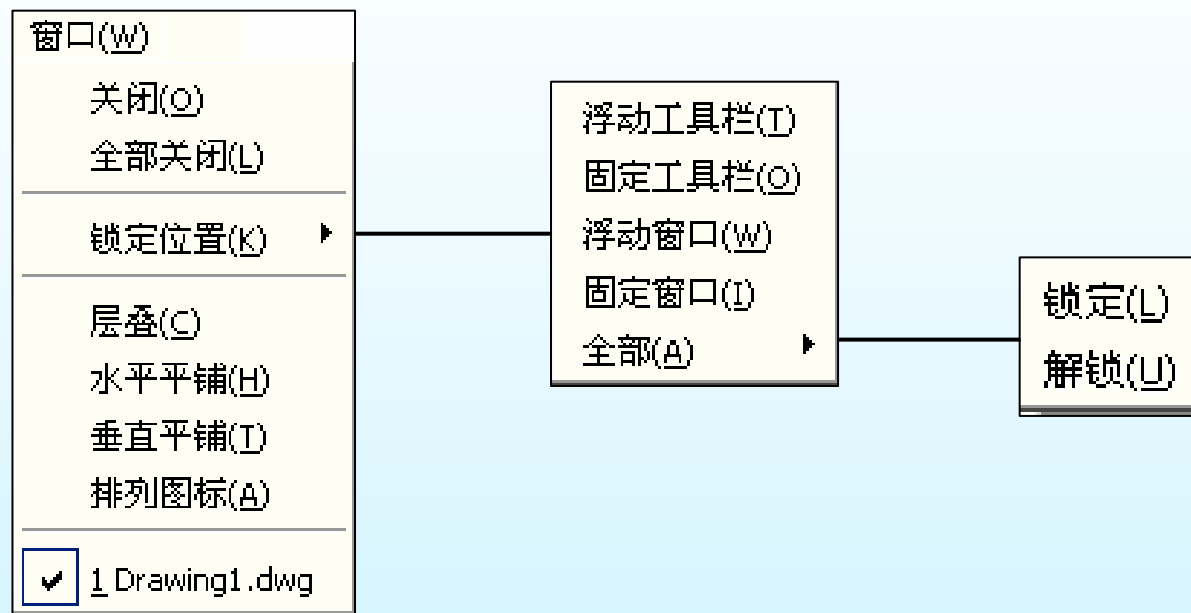 窗口(W)
关闭(O)
全部关闭(L)
锁定位置(K)
层叠(C)
水平平铺(H)
垂直平铺(T)
排列图标(A)
1 Drawing1.dwg
浮动工具栏(T)
固定工具栏(O)
浮动窗口(W)
固定窗口(I)
全部(A)
锁定(L)
解锁(U)